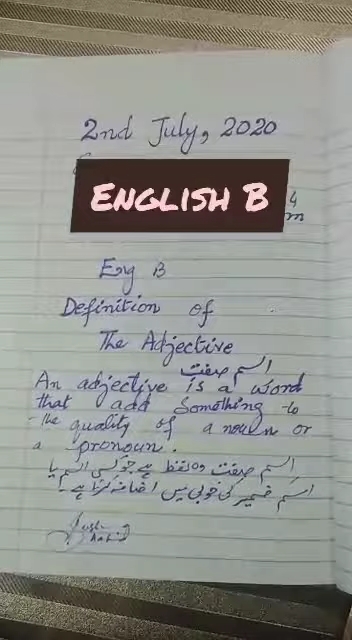 2nd July, 2020
ENGLISH B
4
m
Eng B
Definition of
The Adjective
اسم صفت
An adjective is a word
that add something to
the quality of a noun or
a pronoun.
اسم صفت وہ لفظ ہے جو کسی اسم یا
اسم ضمیر کی خوبی میں اضافہ کرتا ہے۔